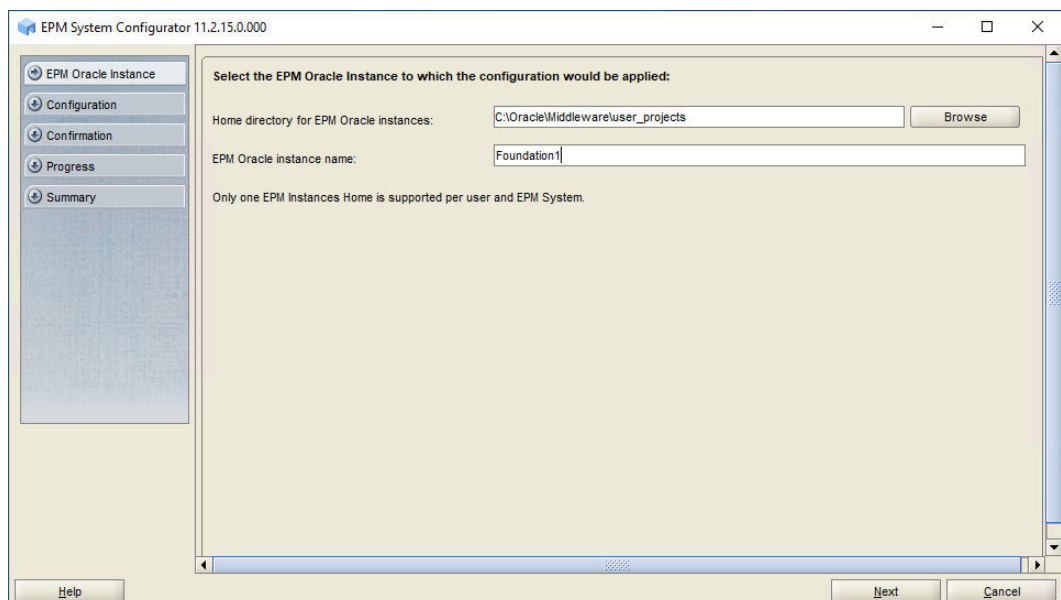 EPM System Configurator 11.2.15.0.000
EPM Oracle Instance
Configuration
Confirmation
Progress
Summary
Select the EPM Oracle Instance to which the configuration would be applied:
Home directory for EPM Oracle instances: C:\Oracle\Middleware\user_projects Browse
EPM Oracle instance name: Foundation1
Only one EPM Instances Home is supported per user and EPM System.
Help Next Cancel